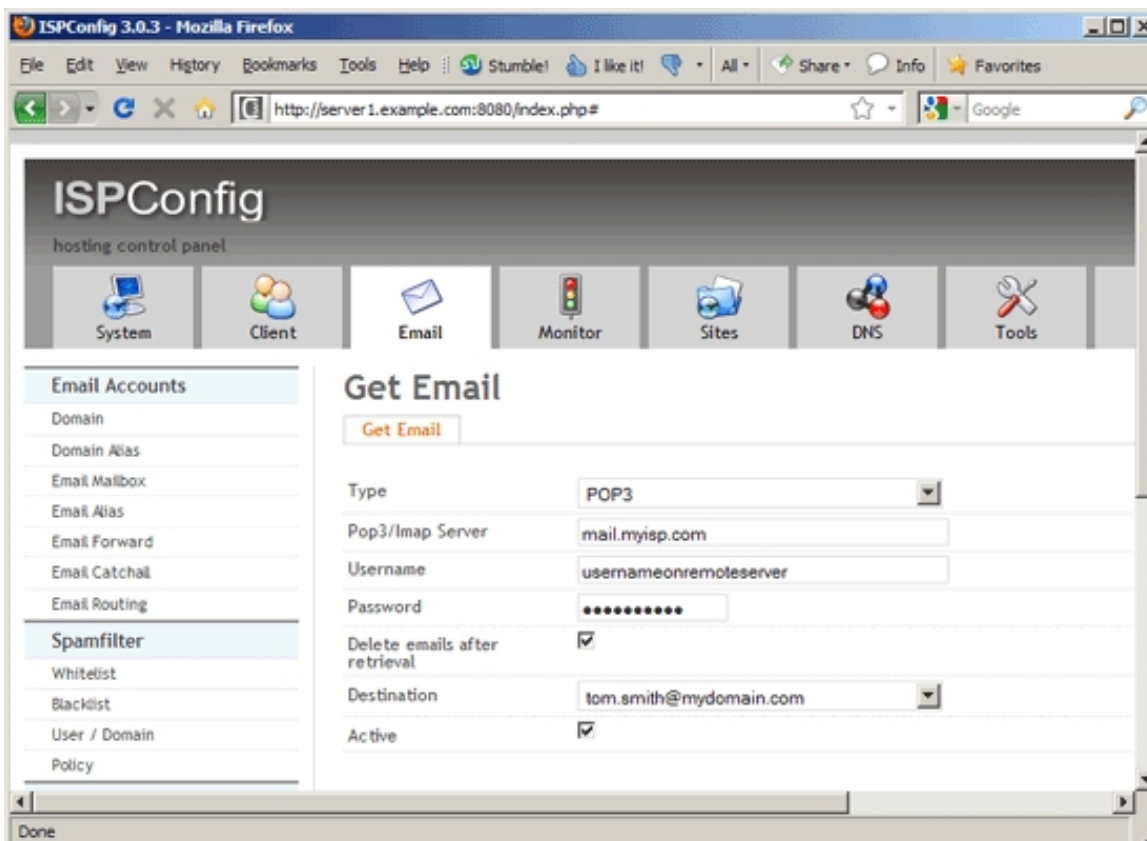 ISPConfig 3.0.3 - Mozilla Firefox
File Edit View History Bookmarks Tools Help Stumble! I like it! All Share Info Favorites
http://server1.example.com:8080/index.php# Google
ISPConfig
hosting control panel
System Client Email Monitor Sites DNS Tools
Email Accounts
Domain
Domain Alias
Email Mailbox
Email Alias
Email Forward
Email Catchall
Email Routing
Spamfilter
Whitelist
Blacklist
User / Domain
Policy
Get Email
Get Email
Type POP3
Pop3/Imap Server mail.myisp.com
Username usernameonremoteserver
Password ••••••••••
Delete emails after
retrieval
Destination tom.smith@mydomain.com
Active
Done